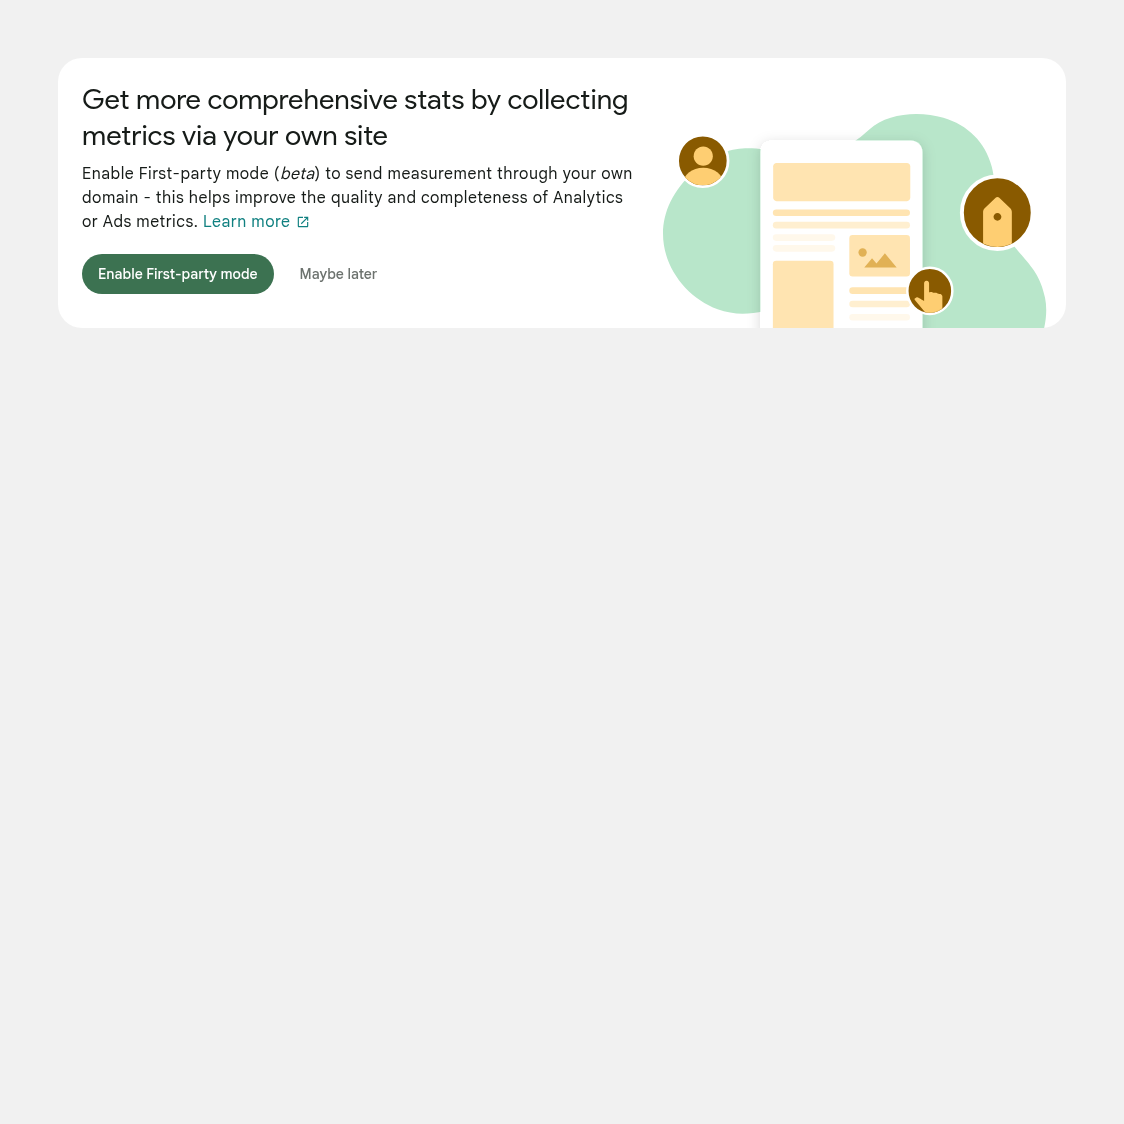 Get more comprehensive stats by collecting
metrics via your own site
Enable First-party mode (beta) to send measurement through your own
domain - this helps improve the quality and completeness of Analytics
or Ads metrics. Learn more
Enable First-party mode
Maybe later